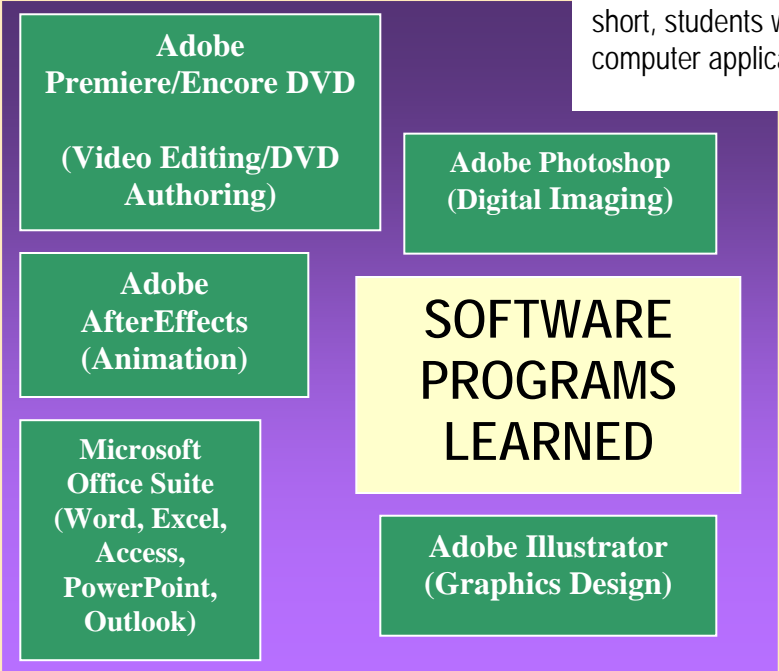 short, students
computer
Adobe
Premiere/Encore DVD
(Video Editing/DVD
Authoring)
Adobe Photoshop
(Digital Imaging)
Adobe
AfterEffects
(Animation)
SOFTWARE
PROGRAMS
LEARNED
Microsoft
Office Suite
(Word, Excel,
Access,
PowerPoint,
Outlook)
Adobe Illustrator
(Graphics Design)